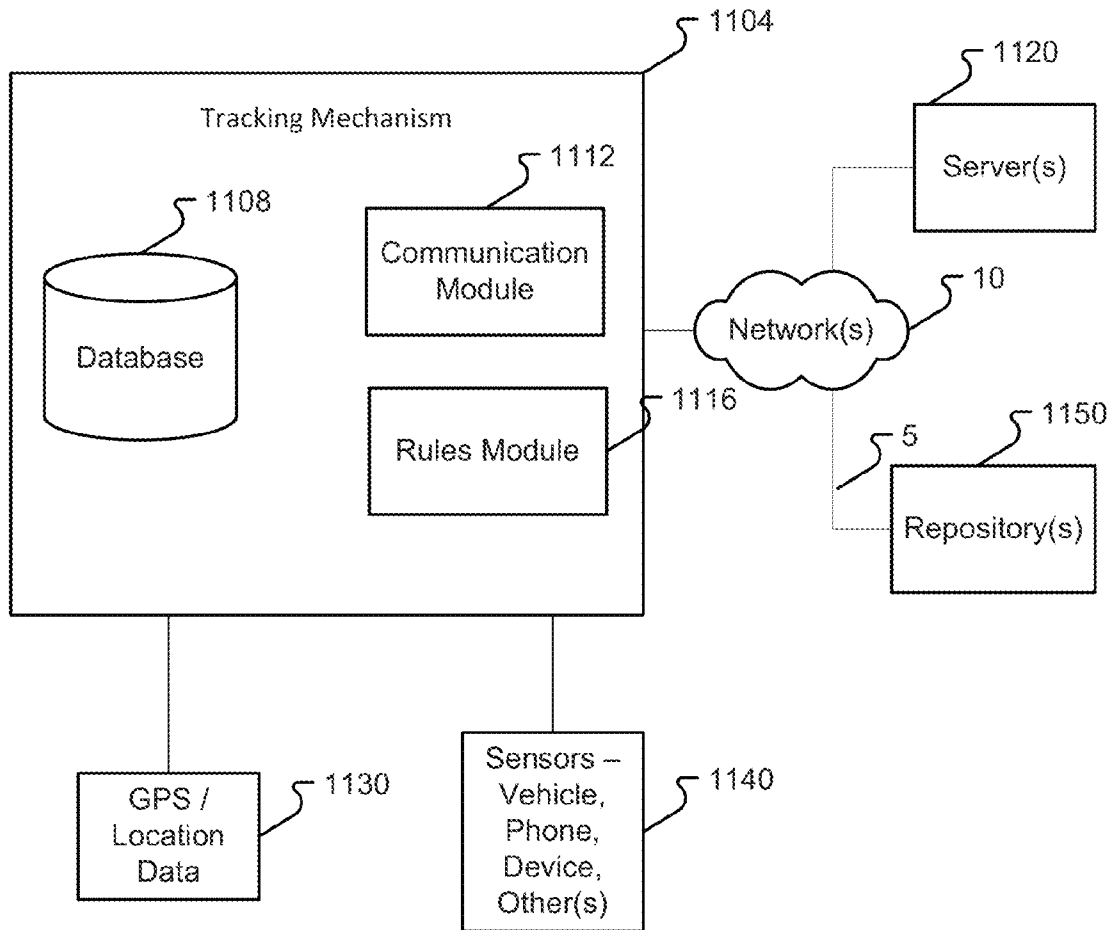 1104
1120
Tracking Mechanism
1112
Server(s)
1108
Communication
Module
10
Network(s)
Database
1116
1150
5
Rules Module
Repository(s)
1130
Sensors –
1140
GPS /
Vehicle,
Location
Phone,
Data
Device,
Other(s)